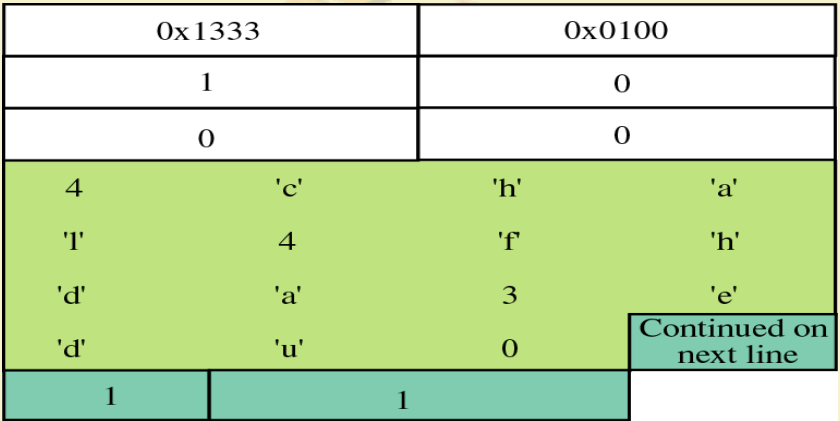 0x1333 0x0100
1 0
0 0
4 'c' 'h' 'a'
'l' 4 'f' 'h'
'd' 'a' 3 'e'
'd' 'u' 0 Continued on
next line
1 1